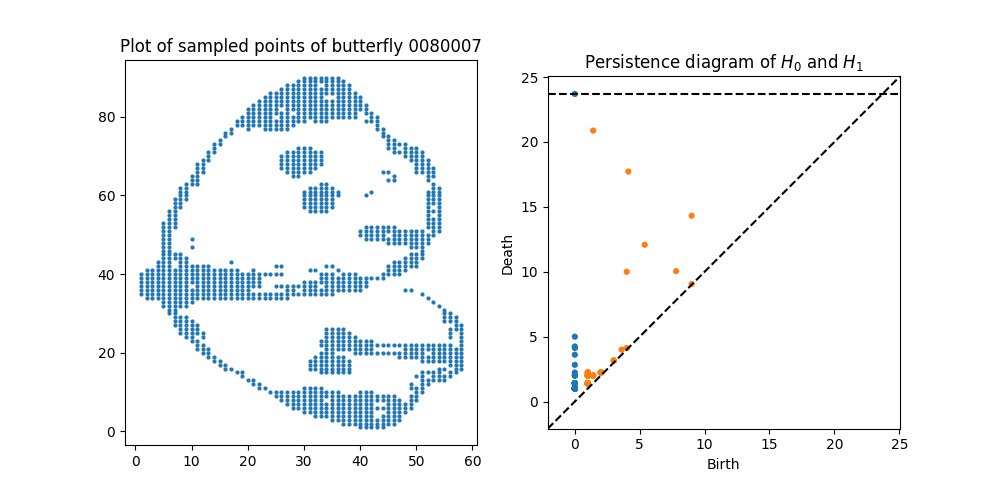 Plot of sampled points of butterfly 0080007
80
60
40
20
0
0 10 20 30 40 50 60
Persistence diagram of H₀ and H₁
25
20
15
10
5
0
Death
0 5 10 15 20 25
Birth